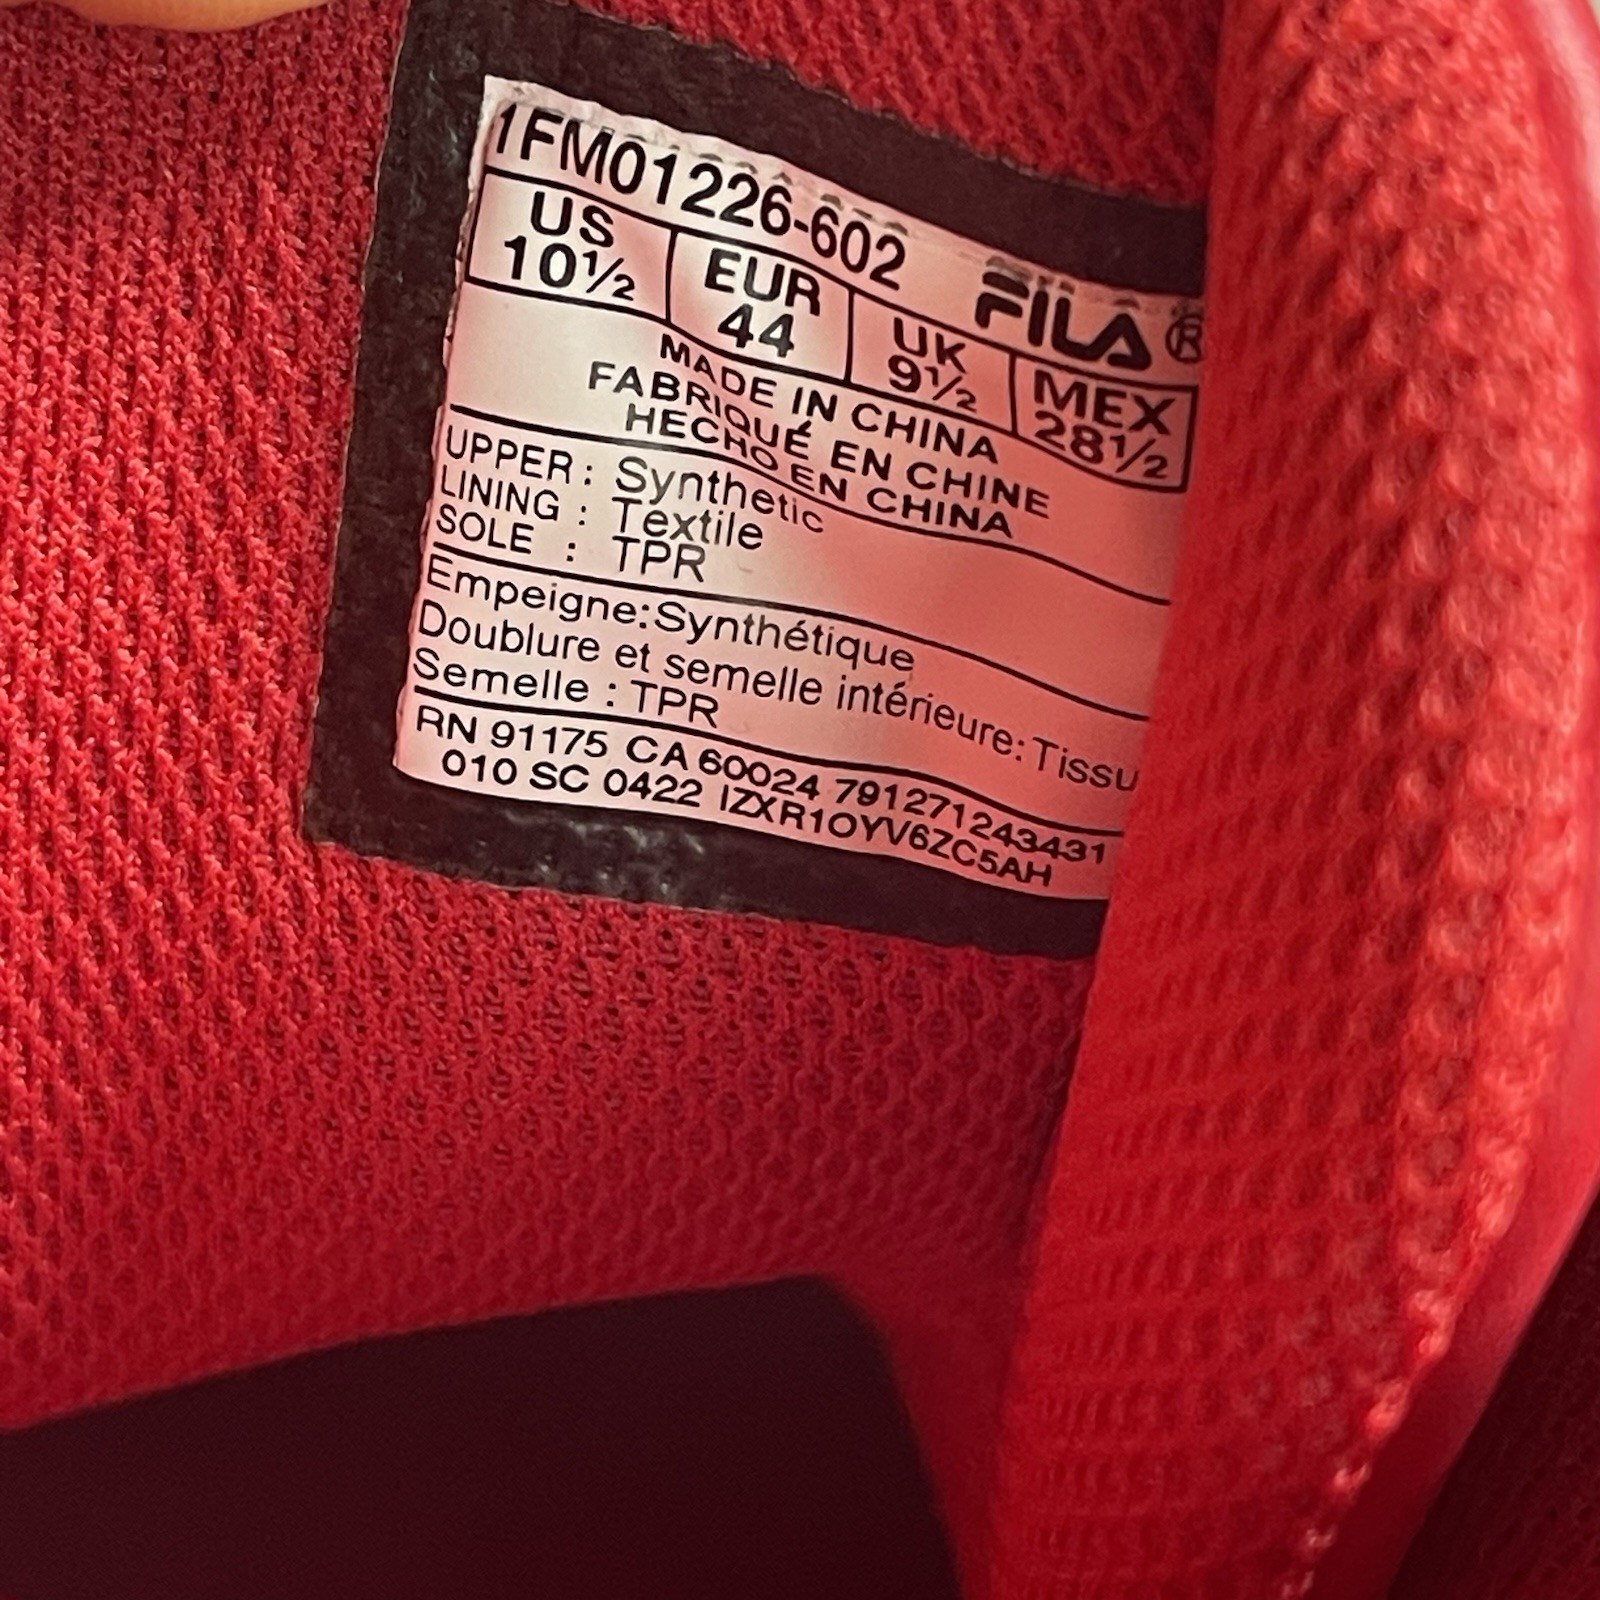 1FM01226-602 FILA®
US 10½ EUR 44 UK 9½ MEX 28½
MADE IN CHINA
FABRIQUÉ EN CHINE
HECHO EN CHINA
UPPER : Synthetic
LINING : Textile
SOLE : TPR
Empeigne:Synthétique
Doublure et semelle intérieure:Tissu
Semelle : TPR
RN 91175 CA 60024 791271243431
010 SC 0422 IZXR1OYV6ZC5AH